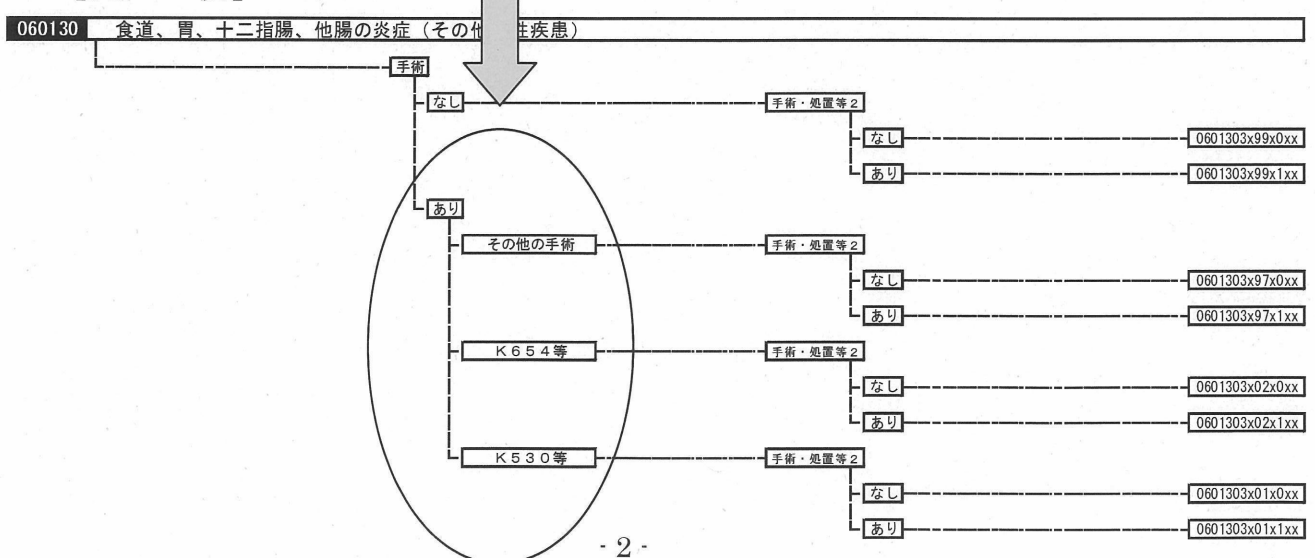 060130 食道、胃、十二指腸、他腸の炎症（その他 性疾患）
手術
なし 手術・処置等2
なし 0601303x99x0xx
あり 0601303x99x1xx
あり
その他の手術 手術・処置等2
なし 0601303x97x0xx
あり 0601303x97x1xx
K654等 手術・処置等2
なし 0601303x02x0xx
あり 0601303x02x1xx
K530等 手術・処置等2
なし 0601303x01x0xx
あり 0601303x01x1xx
- 2 -